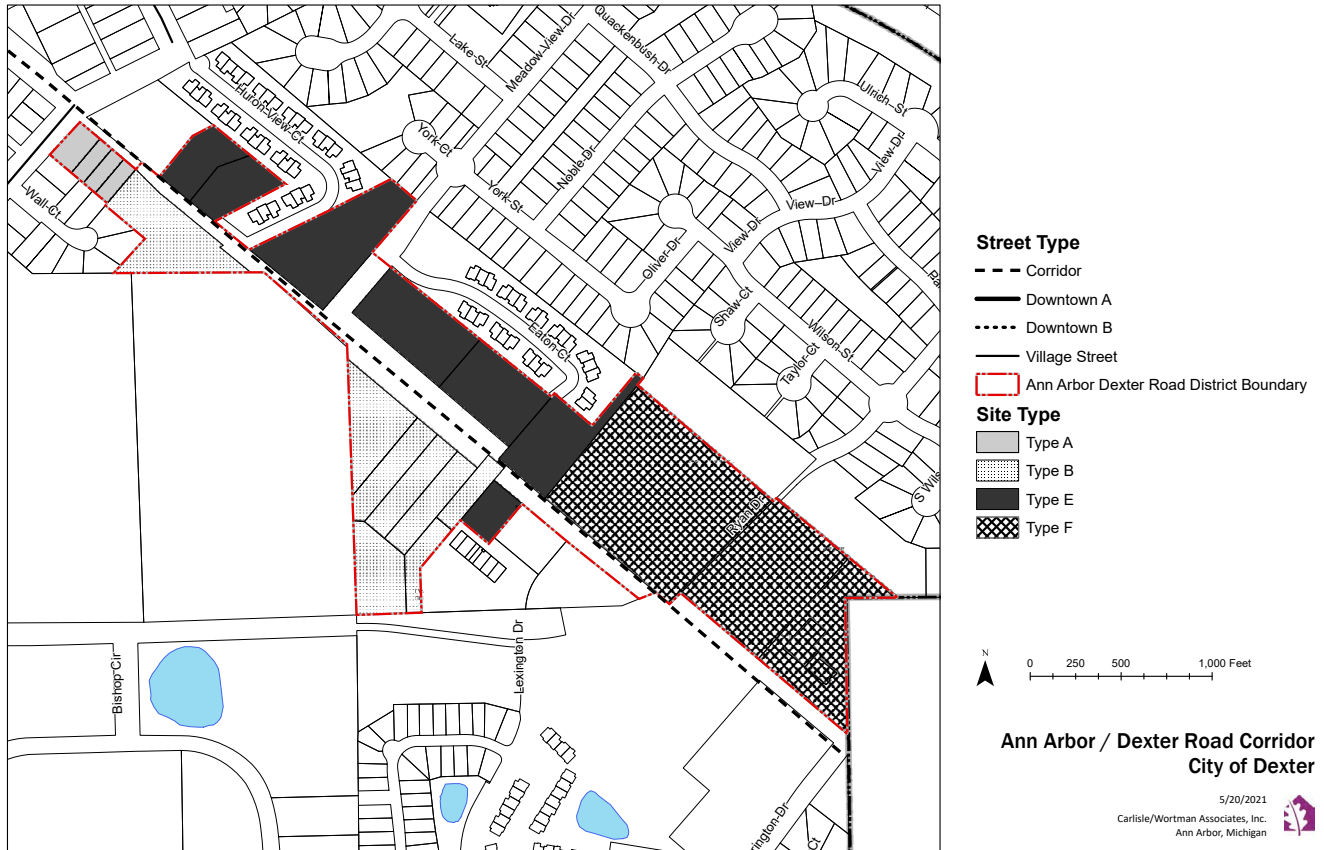 Quackenbush Dr
Meadow View Dr
Lake St
Ulrich St
Huron View Ct
York Ct
View Dr
Noble Dr
York St
View Dr
Wall Ct
View Dr
Oliver Dr
Shaw Ct
Wilson St
Eaton Ct
Taylor Ct
S Wils
Ryan Dr
Lexington Dr
Bishop Cir
rington Dr
Ct
Street Type
Corridor
Downtown A
Downtown B
Village Street
Ann Arbor Dexter Road District Boundary
Site Type
Type A
Type B
Type E
Type F
N
0 250 500 1,000 Feet
Ann Arbor / Dexter Road Corridor
City of Dexter
5/20/2021
Carlisle/Wortman Associates, Inc.
Ann Arbor, Michigan